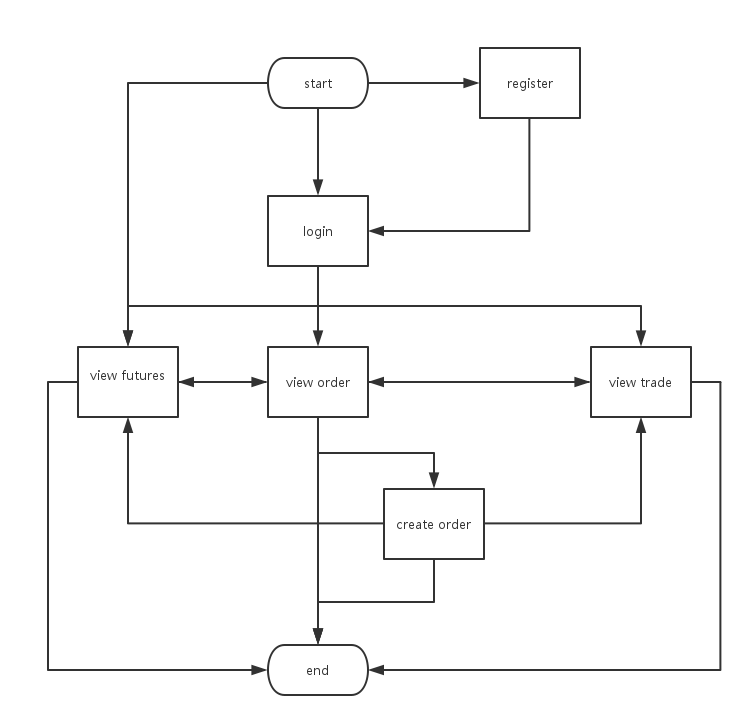 start
register
login
view futures
view order
view trade
create order
end